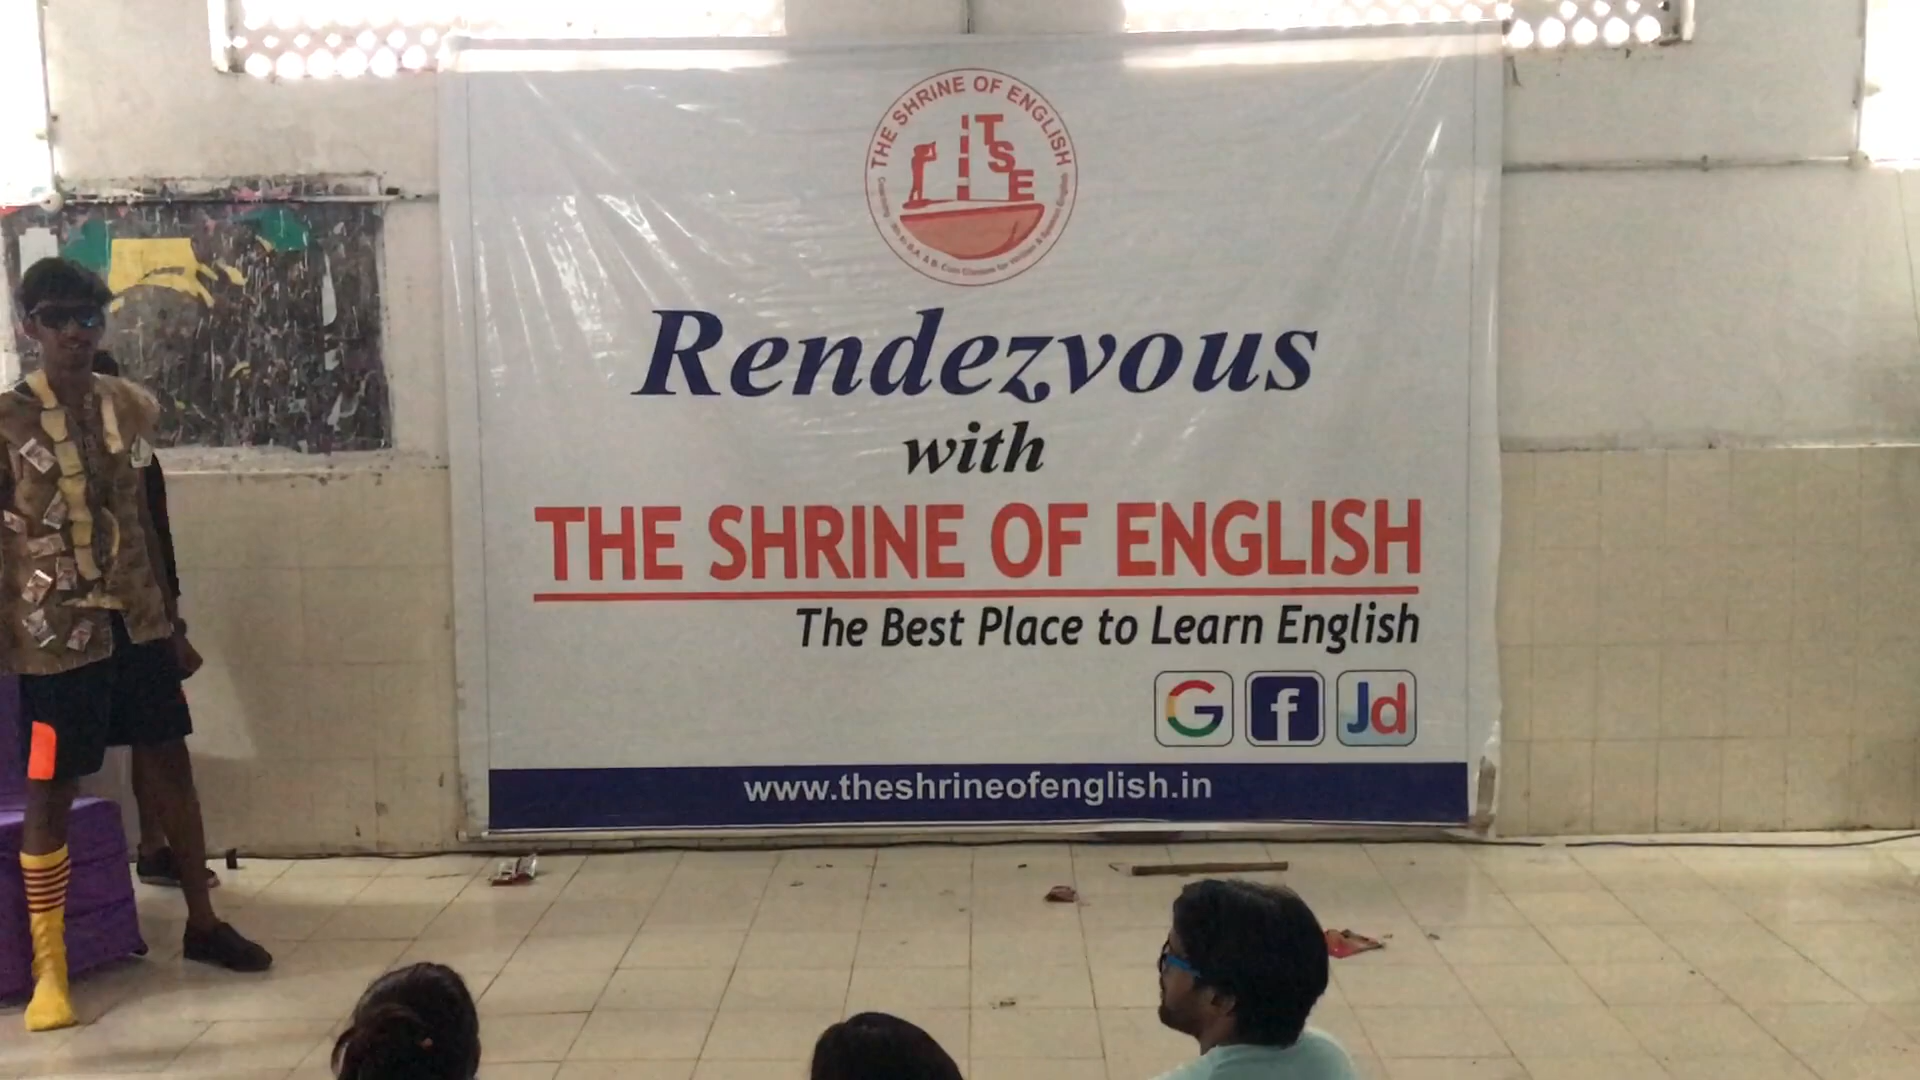 THE SHRINE OF ENGLISH
TSE
Rendezvous
with
THE SHRINE OF ENGLISH
The Best Place to Learn English
G f Jd
www.theshrineofenglish.in